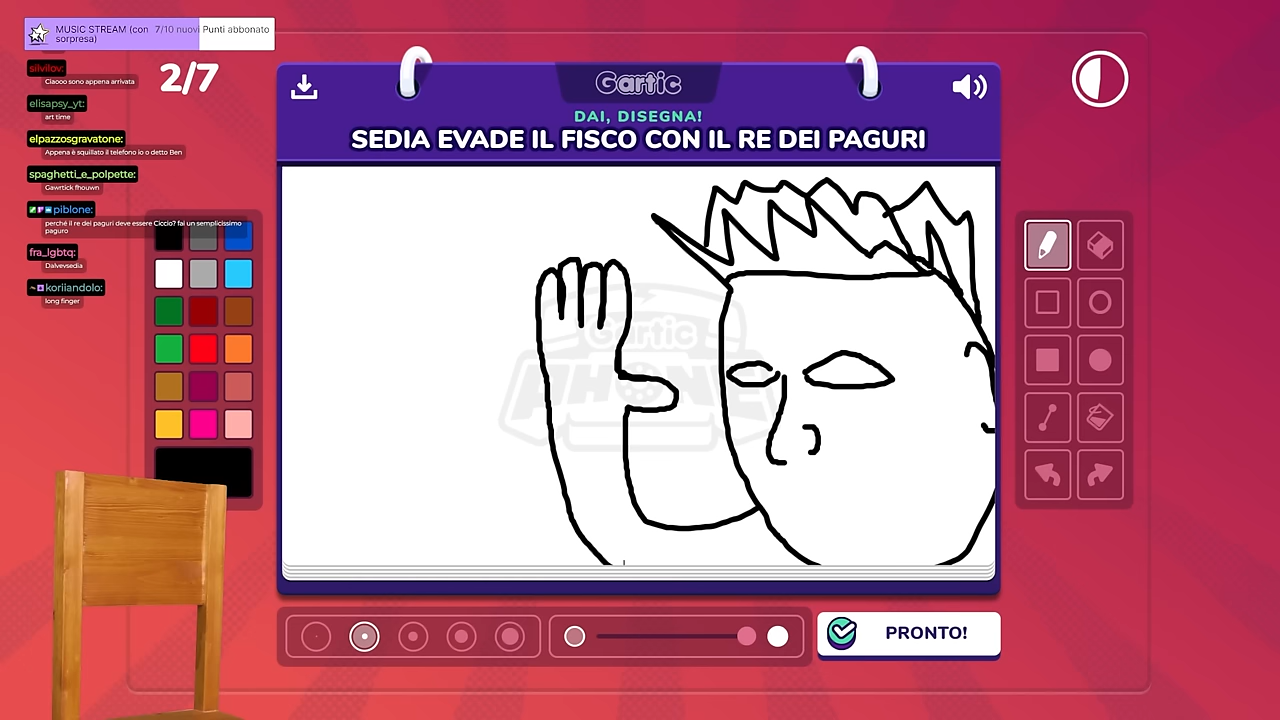 MUSIC STREAM (con 7/10 nuovi Punti abbonato
sorpresa)
silvilov:
Ciaooo sono appena arrivata
elisapsy_yt:
art time
elpazzosgravatone:
Appena è squillato il telefono io o detto Ben
spaghetti_e_polpette:
Gawrtick fhouwn
piblone:
perché il re dei paguri deve essere Ciccio? fai un semplicissimo
paguro
fra_lgbtq:
Dalvevsedia
koriiandolo:
long finger
2/7
Gartic
DAI, DISEGNA!
SEDIA EVADE IL FISCO CON IL RE DEI PAGURI
Gartic
PHONE
PRONTO!